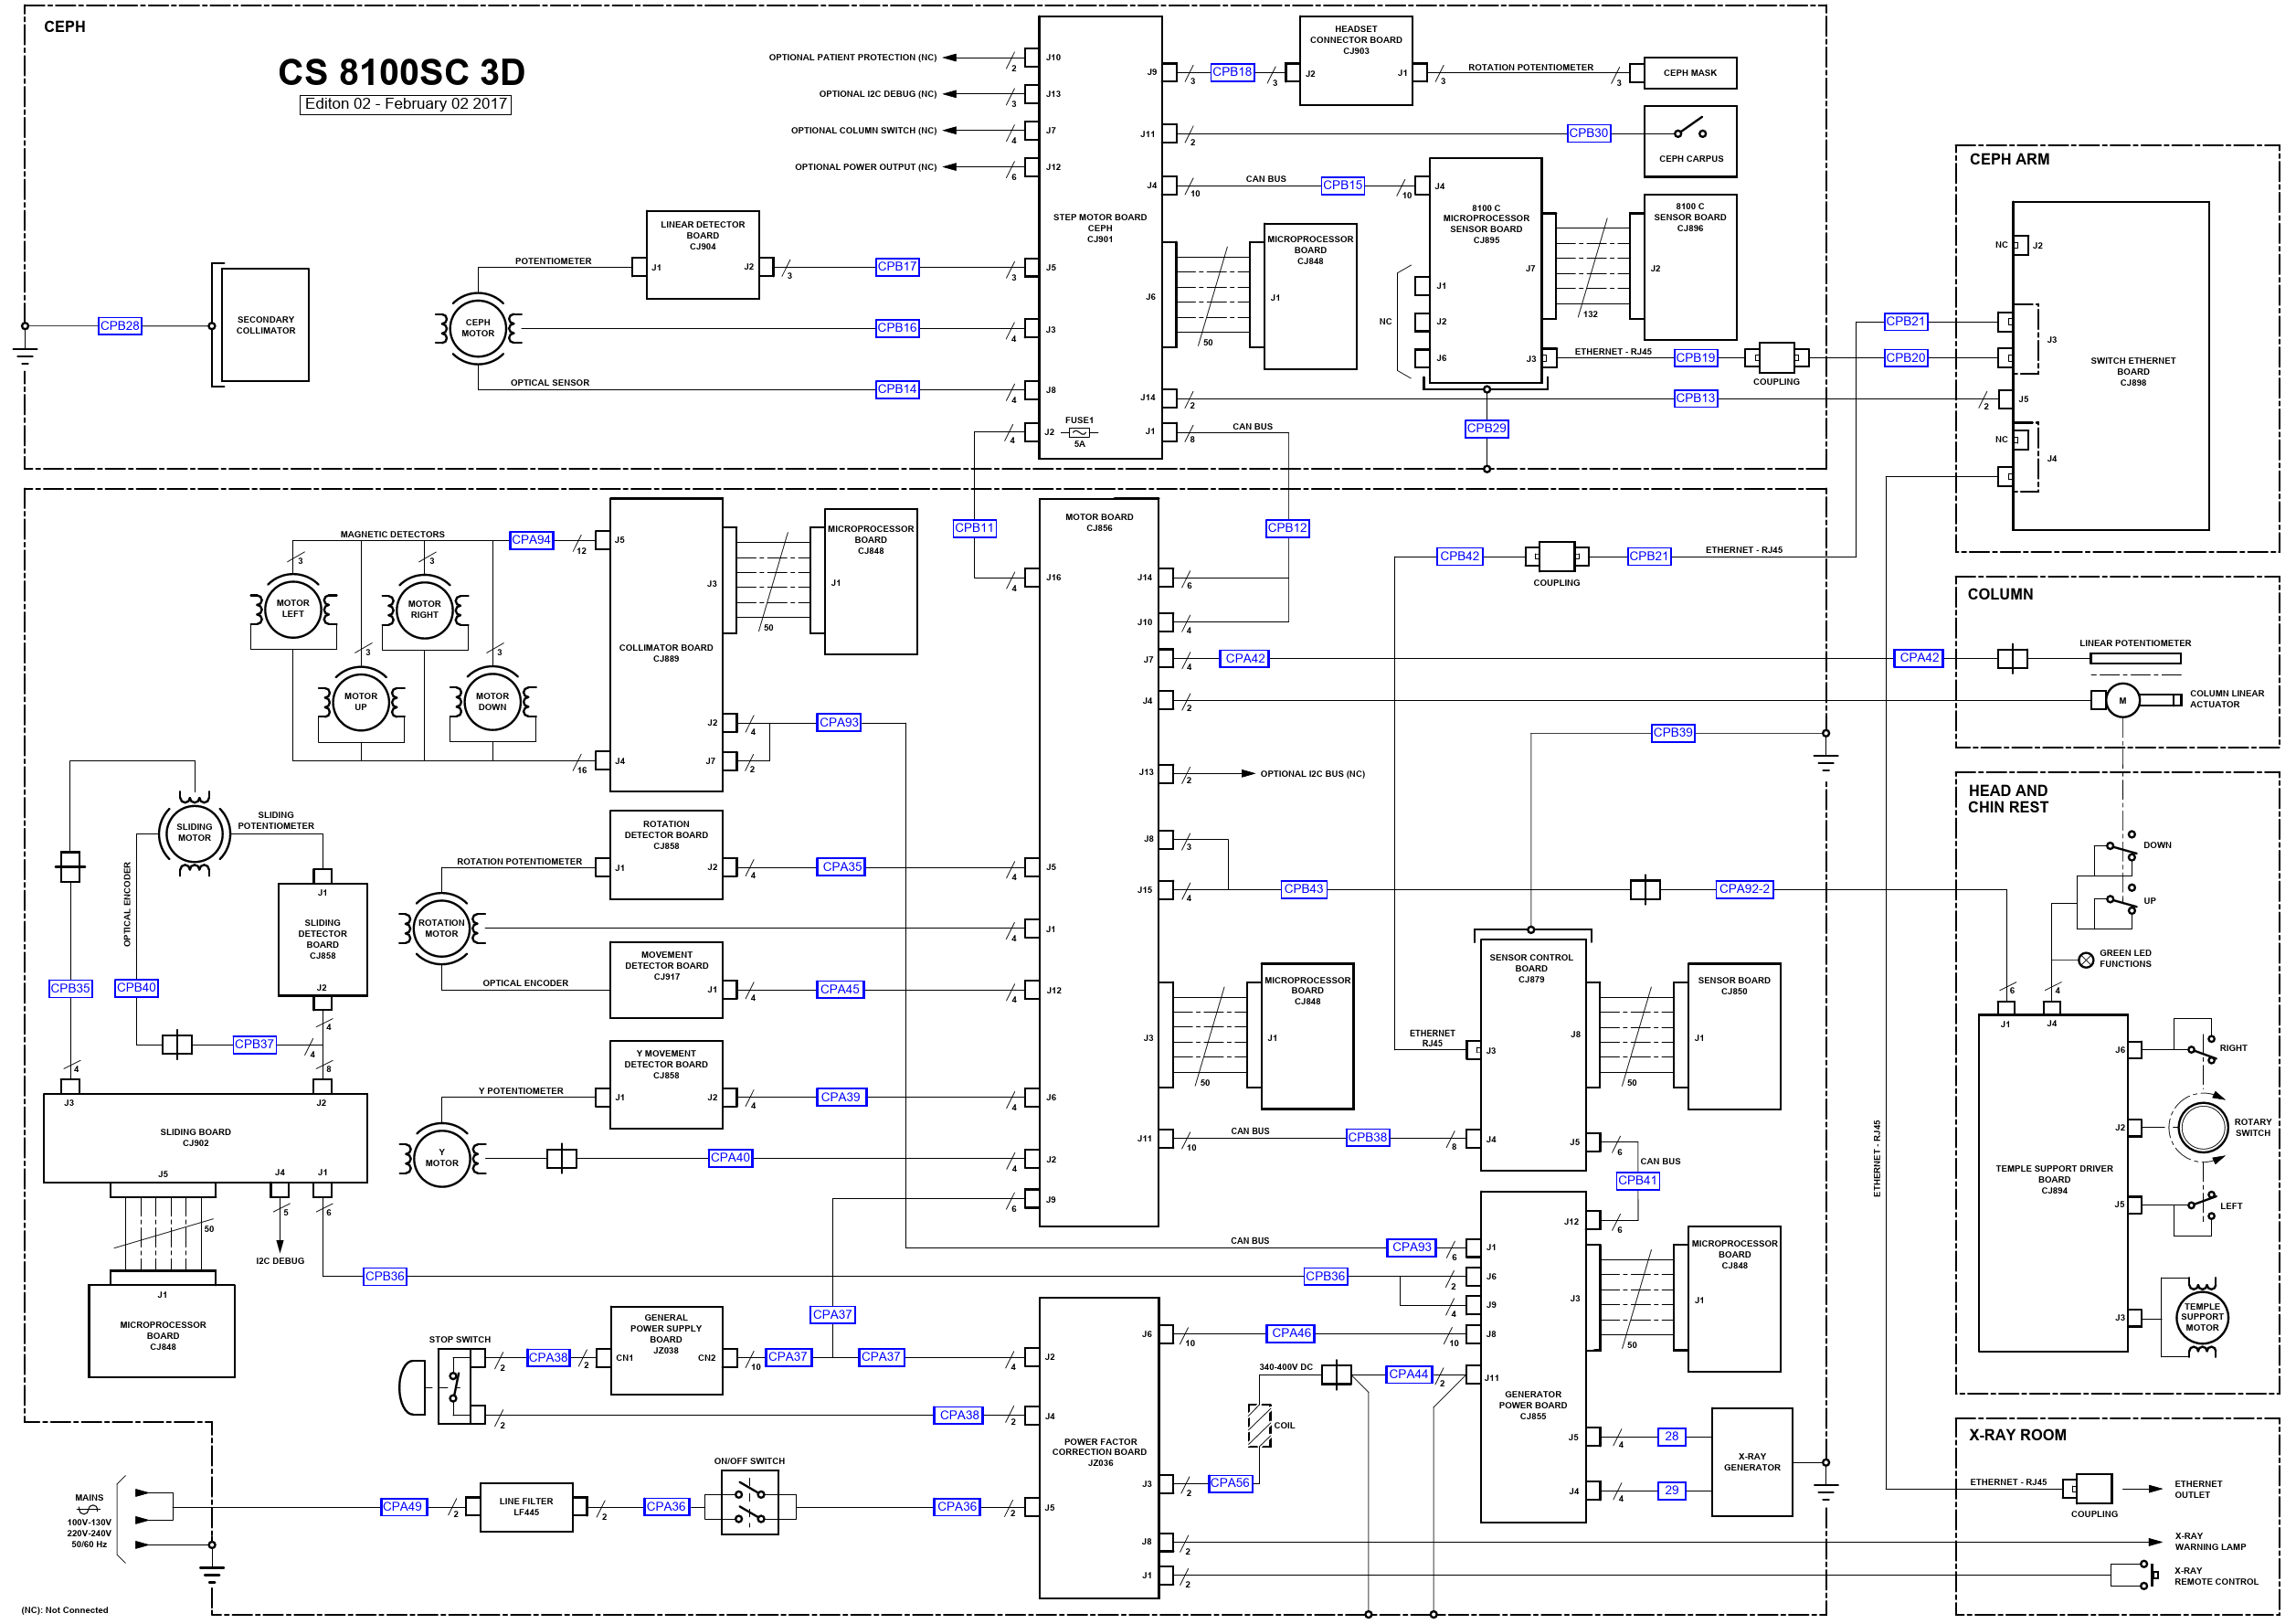 CEPH
CS 8100SC 3D
Editon 02 - February 02 2017
OPTIONAL PATIENT PROTECTION (NC)
2
J10
OPTIONAL I2C DEBUG (NC)
3
J13
OPTIONAL COLUMN SWITCH (NC)
4
J7
OPTIONAL POWER OUTPUT (NC)
6
J12
STEP MOTOR BOARD
CEPH
CJ901
J9
3
CPB18
3
J2
HEADSET
CONNECTOR BOARD
CJ903
J1
3
ROTATION POTENTIOMETER
3
CEPH MASK
J11
2
CPB30
CEPH CARPUS
J4
10
CAN BUS
CPB15
10
J4
8100 C
MICROPROCESSOR
SENSOR BOARD
CJ895
J7
J1
J2
J6
NC
J3
132
8100 C
SENSOR BOARD
CJ896
J2
J6
50
MICROPROCESSOR
BOARD
CJ848
J1
ETHERNET - RJ45
CPB19
COUPLING
CPB20
CPB21
J14
2
CPB13
2
J1
8
CAN BUS
CPB29
SECONDARY
COLLIMATOR
CPB28
LINEAR DETECTOR
BOARD
CJ904
J1
J2
3
POTENTIOMETER
CPB17
3
J5
CEPH
MOTOR
CPB16
4
J3
OPTICAL SENSOR
CPB14
4
J8
4
J2
FUSE1
5A
CEPH ARM
NC
J2
J3
SWITCH ETHERNET
BOARD
CJ898
J5
NC
J4
CPB11
CPB12
MAGNETIC DETECTORS
CPA94
12
J5
3
3
MOTOR
LEFT
MOTOR
RIGHT
3
3
MOTOR
UP
MOTOR
DOWN
16
J4
COLLIMATOR BOARD
CJ889
J3
50
MICROPROCESSOR
BOARD
CJ848
J1
J2
4
CPA93
J7
2
MOTOR BOARD
CJ856
4
J16
J14
6
J10
4
J7
4
CPA42
CPA42
J4
2
J13
2
OPTIONAL I2C BUS (NC)
J8
3
J15
4
CPB43
CPA92-2
CPB42
COUPLING
CPB21
ETHERNET - RJ45
CPB39
COLUMN
LINEAR POTENTIOMETER
M
COLUMN LINEAR
ACTUATOR
SLIDING
MOTOR
SLIDING
POTENTIOMETER
OPTICAL ENCODER
J1
SLIDING
DETECTOR
BOARD
CJ858
J2
CPB35
CPB40
CPB37
4
4
4
8
J3
J2
SLIDING BOARD
CJ902
J5
J4
J1
50
5
6
I2C DEBUG
J1
MICROPROCESSOR
BOARD
CJ848
CPB36
ROTATION
DETECTOR BOARD
CJ858
J1
J2
4
ROTATION POTENTIOMETER
CPA35
4
J5
ROTATION
MOTOR
4
J1
OPTICAL ENCODER
MOVEMENT
DETECTOR BOARD
CJ917
J1
4
CPA45
4
J12
Y MOVEMENT
DETECTOR BOARD
CJ858
J1
J2
4
Y POTENTIOMETER
CPA39
4
J6
Y
MOTOR
CPA40
4
J2
6
J9
J3
50
MICROPROCESSOR
BOARD
CJ848
J1
ETHERNET
RJ45
J3
SENSOR CONTROL
BOARD
CJ879
J8
50
SENSOR BOARD
CJ850
J1
J11
10
CAN BUS
CPB38
8
J4
J5
6
CAN BUS
CPB41
6
J12
CAN BUS
CPA93
6
J1
CPB36
2
J6
4
J9
J3
50
MICROPROCESSOR
BOARD
CJ848
J1
CPA37
GENERAL
POWER SUPPLY
BOARD
JZ038
CN1
CN2
10
STOP SWITCH
2
CPA38
2
CPA37
CPA37
4
J2
J6
10
CPA46
10
J8
340-400V DC
CPA44
2
J11
GENERATOR
POWER BOARD
CJ855
COIL
2
CPA38
2
J4
POWER FACTOR
CORRECTION BOARD
JZ036
J3
2
CPA56
J5
4
28
X-RAY
GENERATOR
J4
4
29
ON/OFF SWITCH
MAINS
100V-130V
220V-240V
50/60 Hz
CPA49
2
LINE FILTER
LF445
2
CPA36
CPA36
2
J5
J8
2
J1
2
HEAD AND
CHIN REST
DOWN
UP
GREEN LED
FUNCTIONS
6
4
J1
J4
J6
RIGHT
J2
ROTARY
SWITCH
TEMPLE SUPPORT DRIVER
BOARD
CJ894
J5
LEFT
J3
TEMPLE
SUPPORT
MOTOR
ETHERNET - RJ45
X-RAY ROOM
ETHERNET - RJ45
COUPLING
ETHERNET
OUTLET
X-RAY
WARNING LAMP
X-RAY
REMOTE CONTROL
(NC): Not Connected